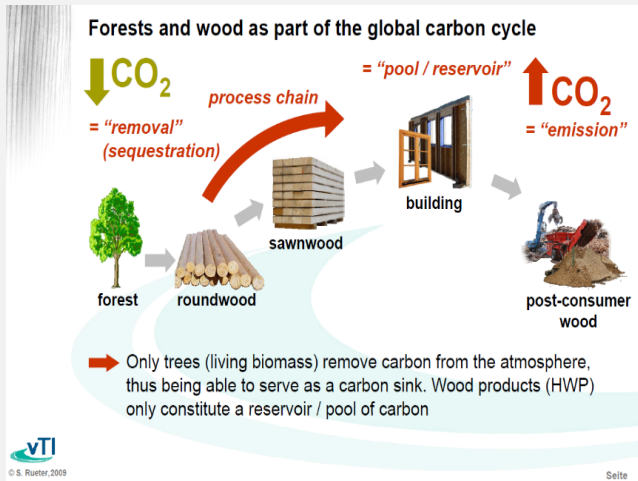 Forests and wood as part of the global carbon cycle
CO2
= “removal”
(sequestration)
process chain
= “pool / reservoir”
CO2
= “emission”
forest
roundwood
sawnwood
building
post-consumer
wood
Only trees (living biomass) remove carbon from the atmosphere,
thus being able to serve as a carbon sink. Wood products (HWP)
only constitute a reservoir / pool of carbon
vTI
© S. Rueter, 2009
Seite